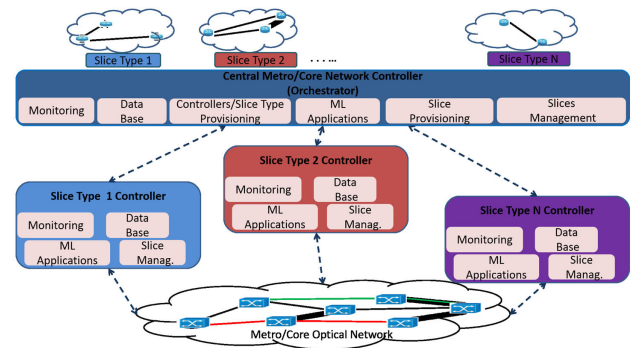 Slice Type 1
Slice Type 2
......
Slice Type N
Central Metro/Core Network Controller
(Orchestrator)
Monitoring
Data
Base
Controllers/Slice Type
Provisioning
ML
Applications
Slice
Provisioning
Slices
Management
Slice Type 1 Controller
Monitoring
Data
Base
ML
Applications
Slice
Manag.
Slice Type 2 Controller
Monitoring
Data
Base
ML
Applications
Slice
Manag.
Slice Type N Controller
Monitoring
Data
Base
ML
Applications
Slice
Manag.
Metro/Core Optical Network